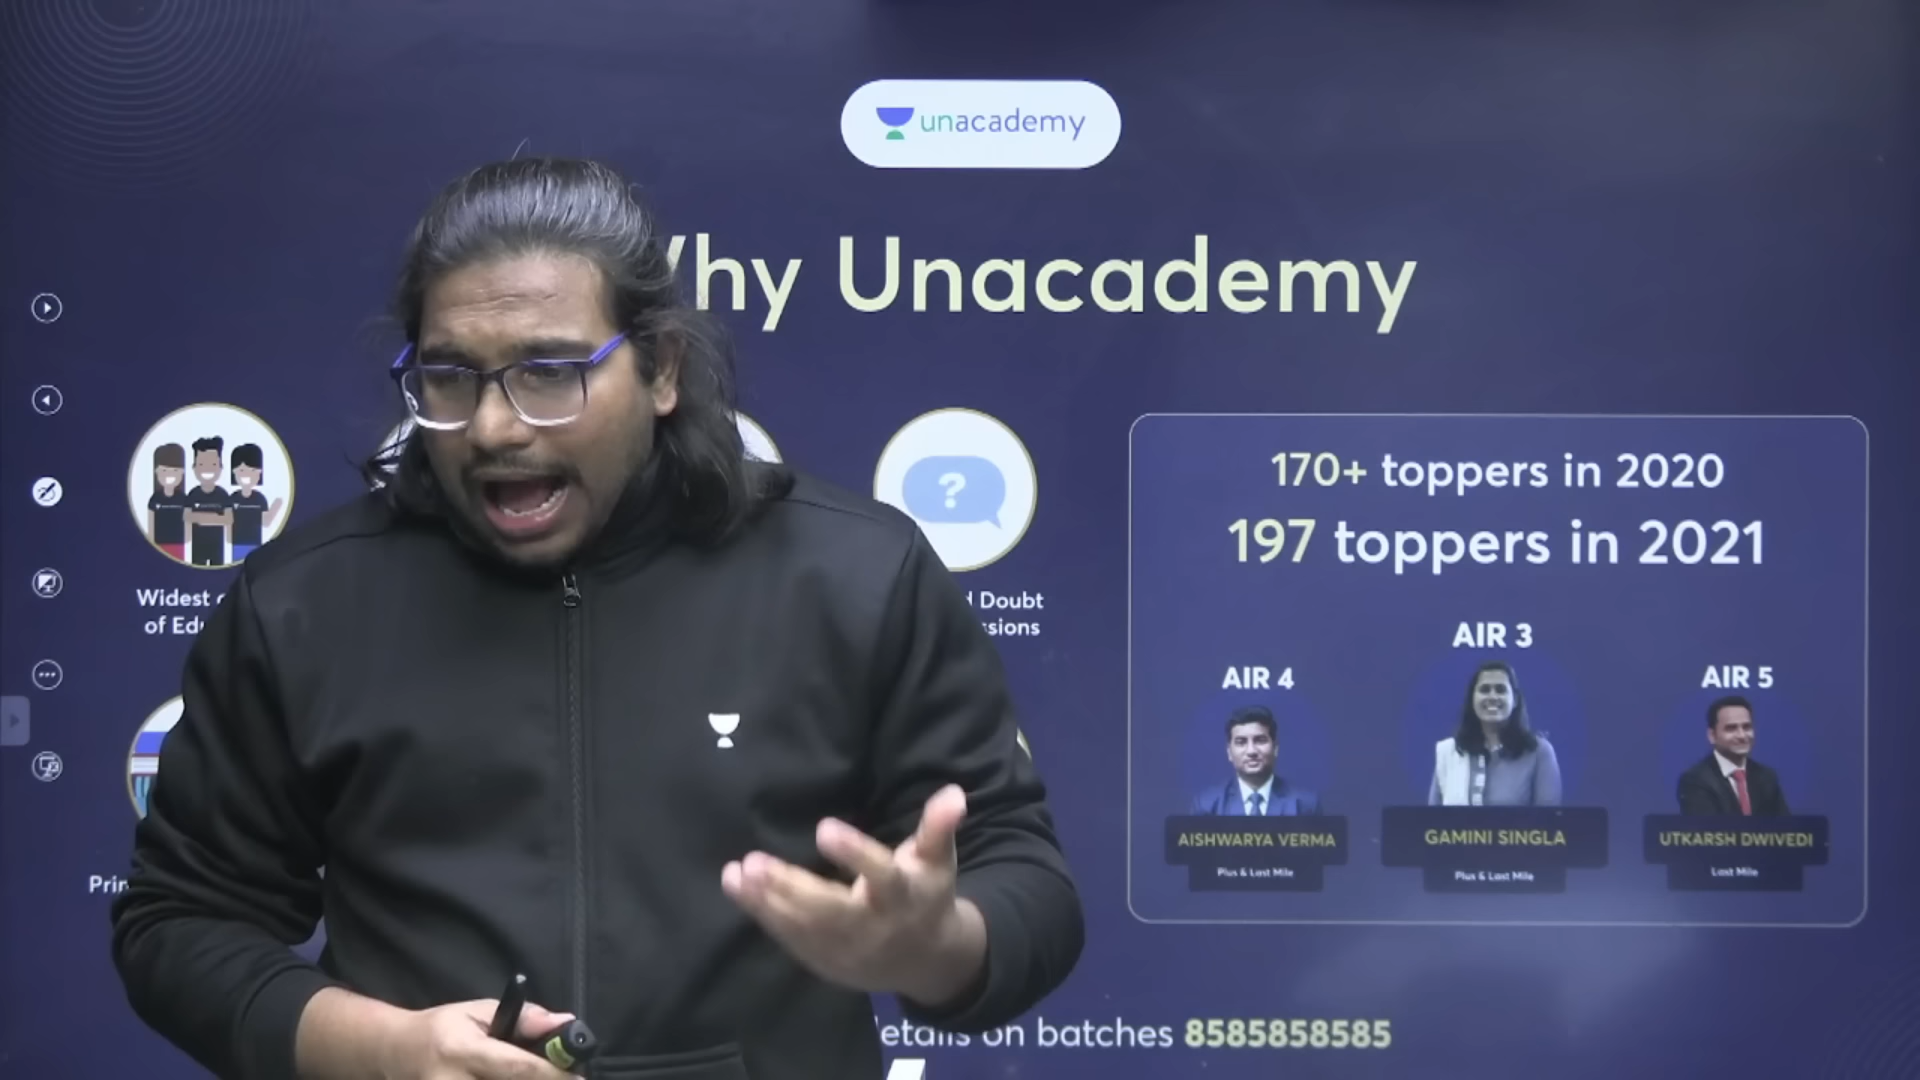 unacademy
Why Unacademy
170+ toppers in 2020
197 toppers in 2021
AIR 4
AIR 3
AIR 5
AISHWARYA VERMA
GAMINI SINGLA
UTKARSH DWIVEDI
Plus & Last Mile
Plus & Last Mile
Last Mile
Widest
of
Doubt
on batches 8585858585